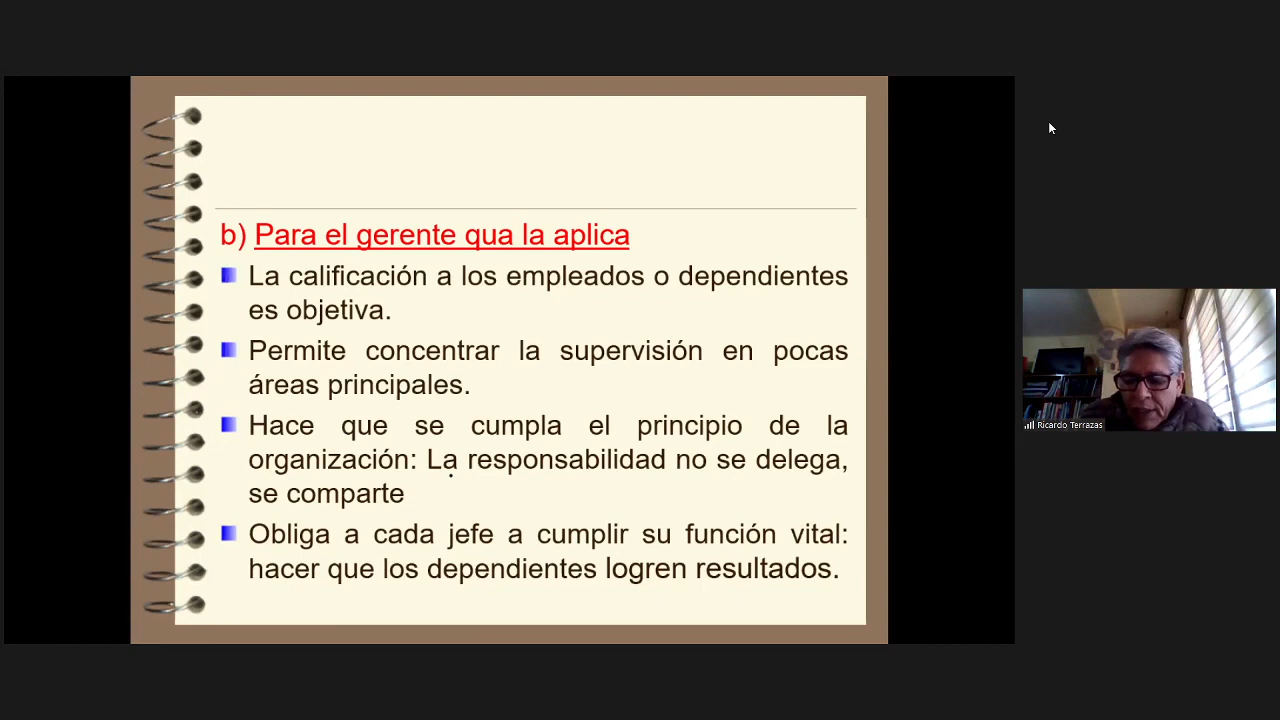 b) Para el gerente qua la aplica
La calificación a los empleados o dependientes
es objetiva.
Permite concentrar la supervisión en pocas
áreas principales.
Hace que se cumpla el principio de la
organización: La responsabilidad no se delega,
se comparte
Obliga a cada jefe a cumplir su función vital:
hacer que los dependientes logren resultados.
Ricardo Terrazas